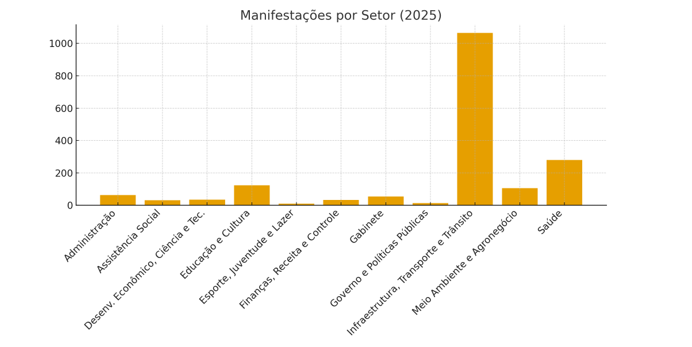 Manifestações por Setor (2025)
1000
800
600
400
200
0
Administração
Assistência Social
Desenv. Econômico, Ciência e Tec.
Educação e Cultura
Esporte, Juventude e Lazer
Finanças, Receita e Controle
Gabinete
Governo e Políticas Públicas
Infraestrutura, Transporte e Trânsito
Meio Ambiente e Agronegócio
Saúde